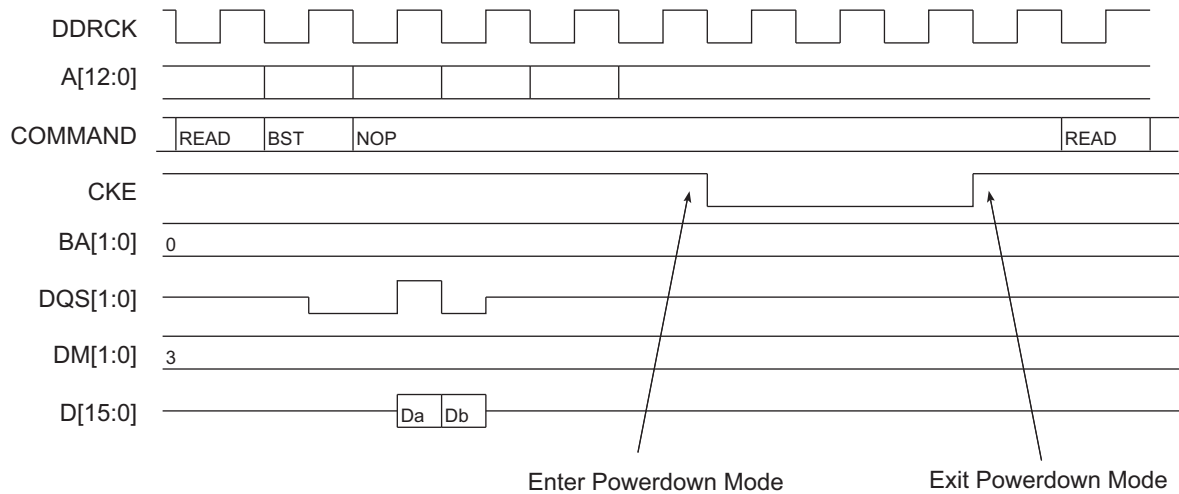 DDRCK
A[12:0]
COMMAND READ BST NOP READ
CKE
BA[1:0] 0
DQS[1:0]
DM[1:0] 3
D[15:0] Da Db
Enter Powerdown Mode Exit Powerdown Mode